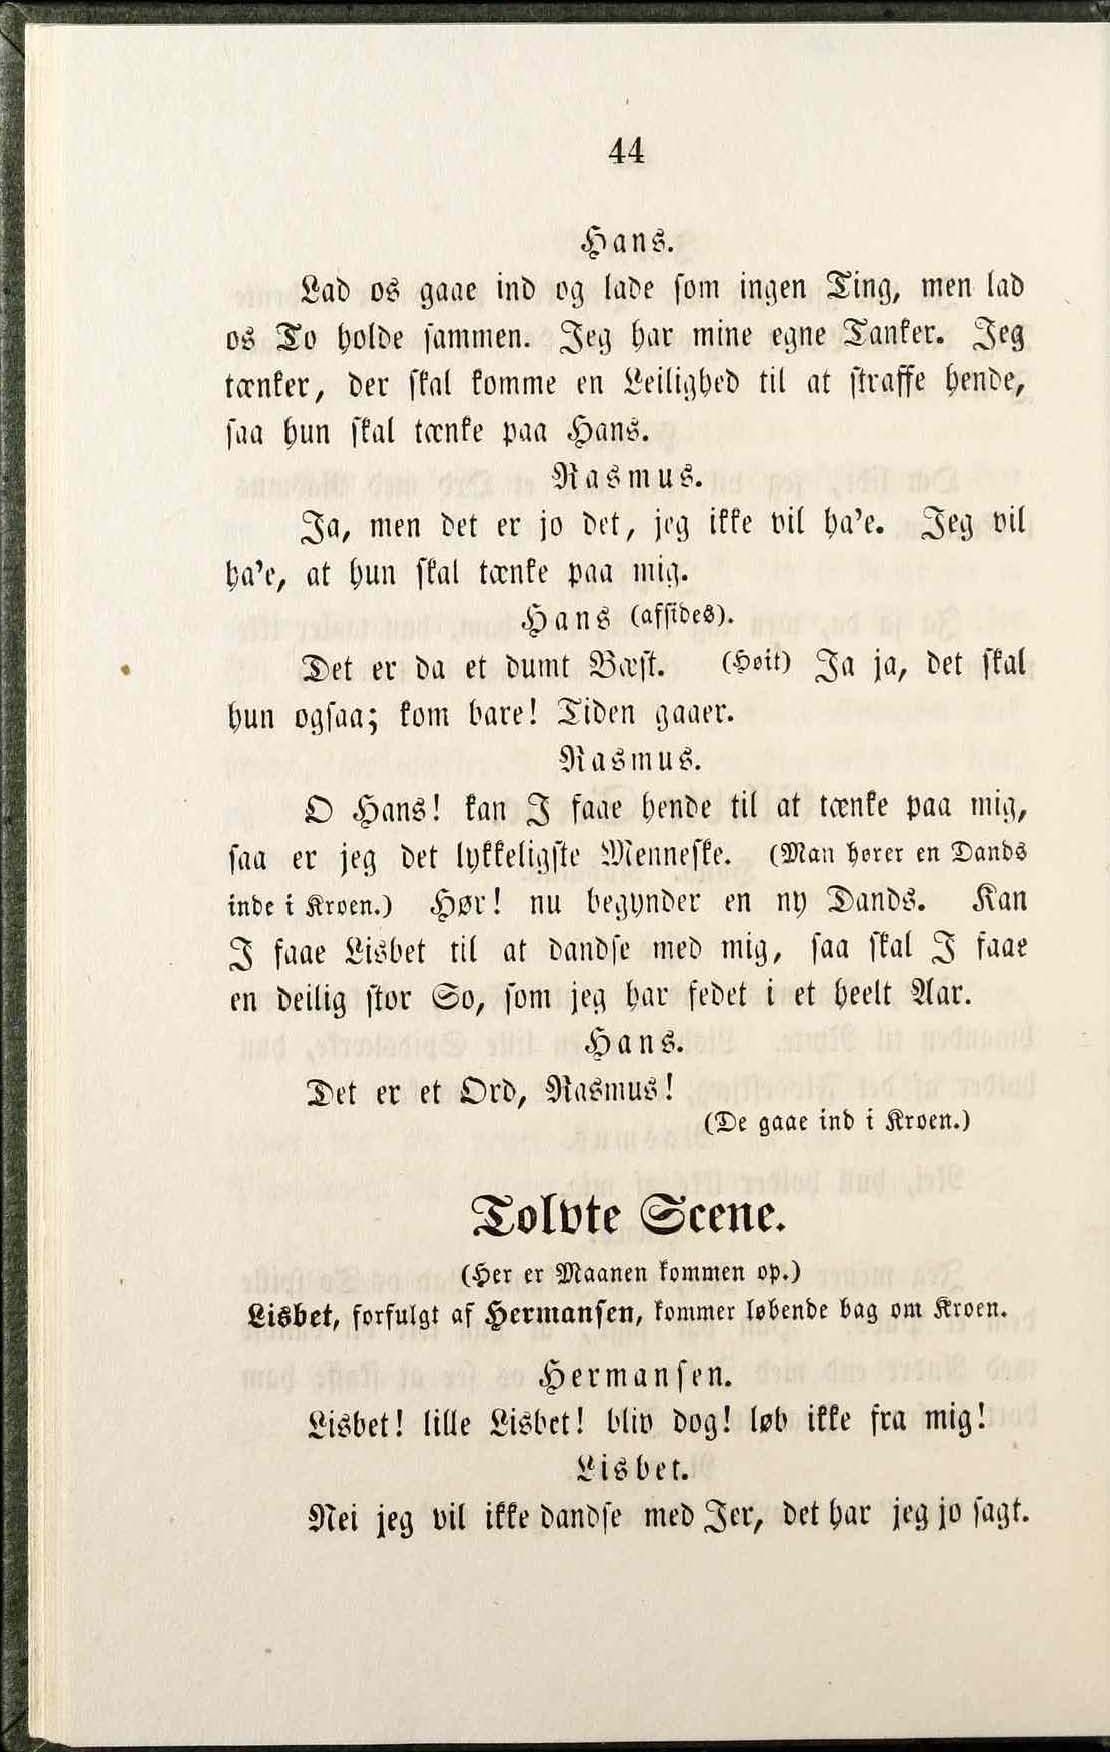 44
Hans.
Lad os gaae ind og lade som ingen Ting, men lad
os To holde sammen. Jeg har mine egne Tanker. Jeg
tænker, der skal komme en Leilighed til at straffe hende,
saa hun skal tænke paa Hans.
Rasmus.
Ja, men det er jo det, jeg ikke vil ha'e. Jeg vil
ha'e, at hun skal tænke paa mig.
Hans (afsides).
Det er da et dumt Bæst. (Høit) Ja ja, det skal
hun ogsaa; kom bare! Tiden gaaer.
Rasmus.
O Hans! kan I faae hende til at tænke paa mig,
saa er jeg det lykkeligste Menneske. (Man hører en Dands
inde i Kroen.) Hør! nu begynder en ny Dands. Kan
I faae Lisbet til at dandse med mig, saa skal I faae
en deilig stor So, som jeg har fedet i et heelt Aar.
Hans.
Det er et Ord, Rasmus!
(De gaae ind i Kroen.)
Tolvte Scene.
(Her er Maanen kommen op.)
Lisbet, forfulgt af Hermansen, kommer løbende bag om Kroen.
Hermansen.
Lisbet! lille Lisbet! bliv dog! løb ikke fra mig!
Lisbet.
Nei jeg vil ikke dandse med Jer, det har jeg jo sagt.